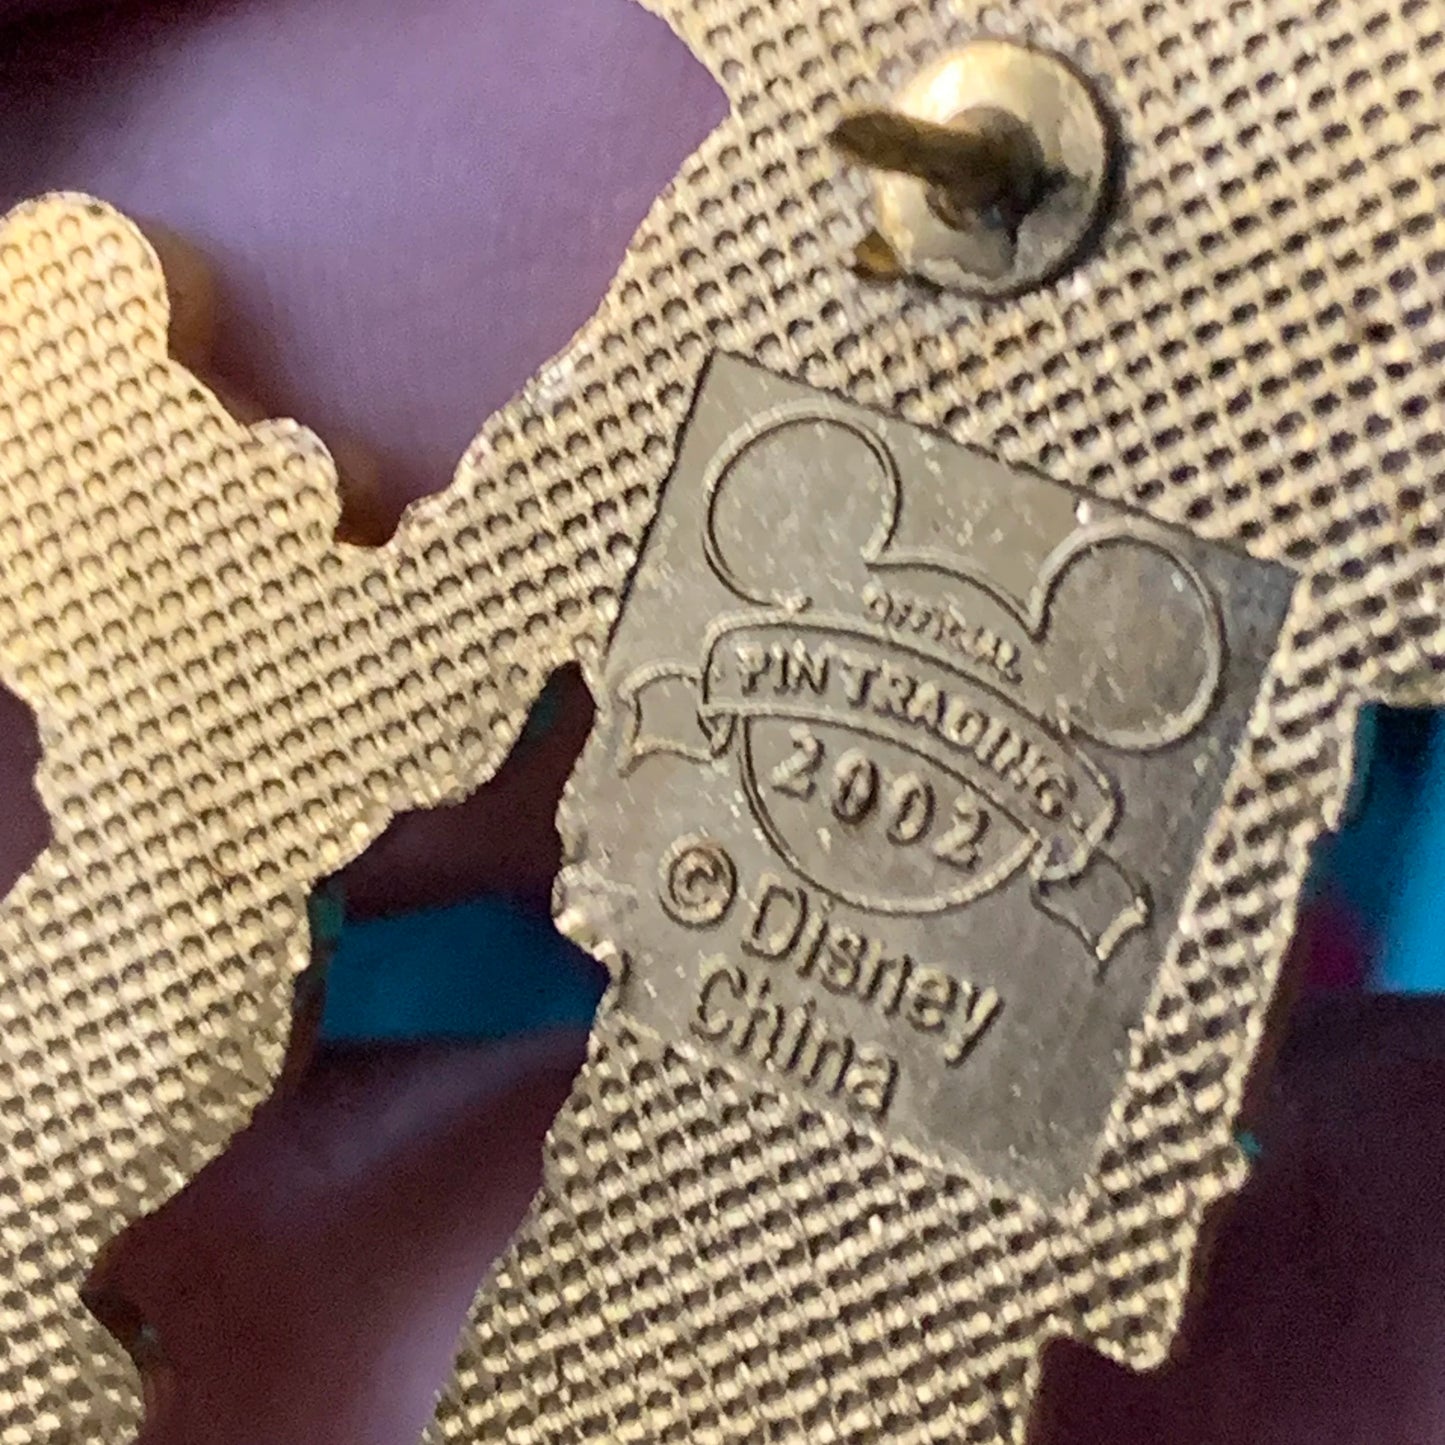 OFFICIAL
PIN TRADING
2002
© Disney
China